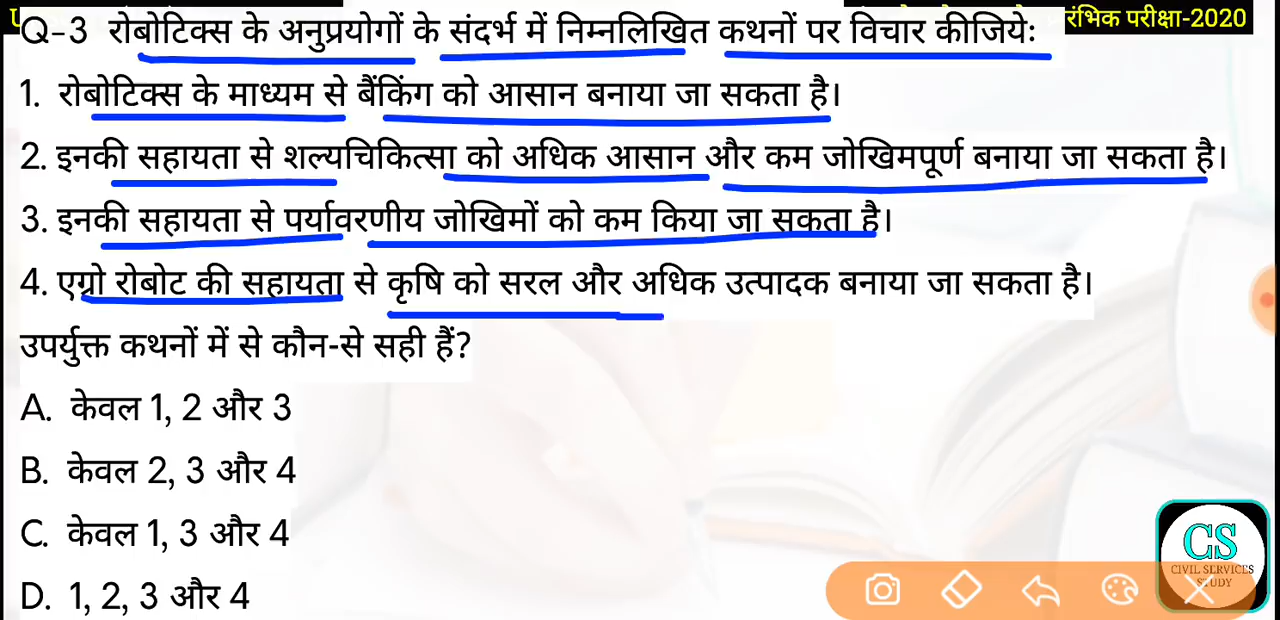 रंभिक परीक्षा-2020
Q-3 रोबोटिक्स के अनुप्रयोगों के संदर्भ में निम्नलिखित कथनों पर विचार कीजिये:
1. रोबोटिक्स के माध्यम से बैंकिंग को आसान बनाया जा सकता है।
2. इनकी सहायता से शल्यचिकित्सा को अधिक आसान और कम जोखिमपूर्ण बनाया जा सकता है।
3. इनकी सहायता से पर्यावरणीय जोखिमों को कम किया जा सकता है।
4. एग्रो रोबोट की सहायता से कृषि को सरल और अधिक उत्पादक बनाया जा सकता है।
उपर्युक्त कथनों में से कौन-से सही हैं?
A. केवल 1, 2 और 3
B. केवल 2, 3 और 4
C. केवल 1, 3 और 4
D. 1, 2, 3 और 4
CS
CIVIL SERVICES
STUDY